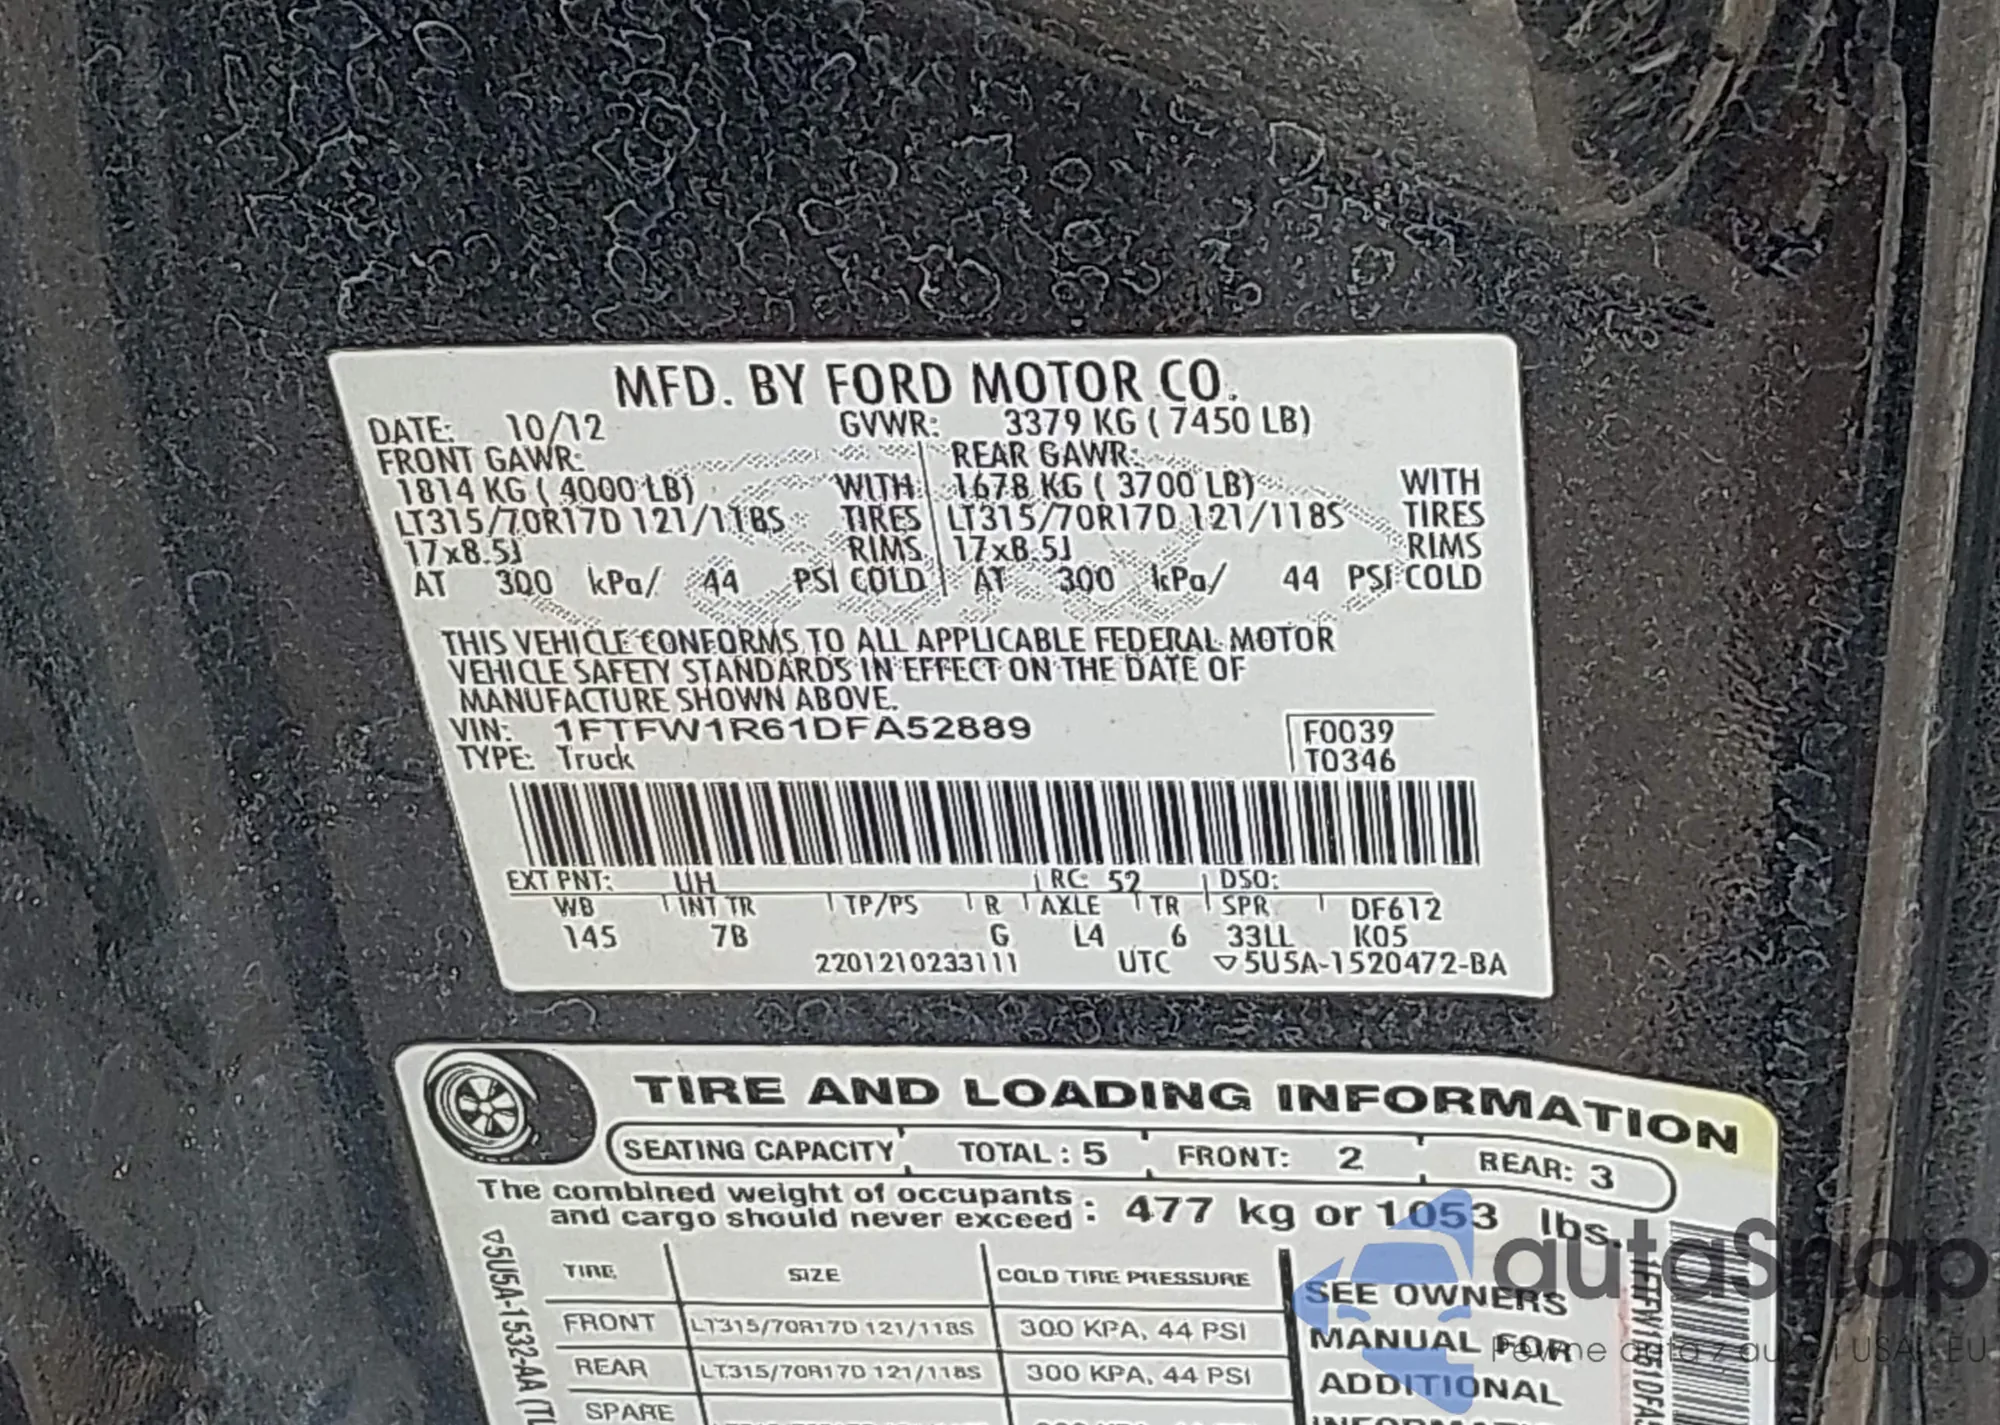 MFD. BY FORD MOTOR CO.
DATE: 10/12 GVWR: 3379 KG ( 7450 LB)
FRONT GAWR: REAR GAWR:
1814 KG ( 4000 LB) WITH 1678 KG ( 3700 LB) WITH
LT315/70R17D 121/118S TIRES LT315/70R17D 121/118S TIRES
17x8.5J RIMS 17x8.5J RIMS
AT 300 kPa/ 44 PSI COLD AT 300 kPa/ 44 PSI COLD
THIS VEHICLE CONFORMS TO ALL APPLICABLE FEDERAL MOTOR
VEHICLE SAFETY STANDARDS IN EFFECT ON THE DATE OF
MANUFACTURE SHOWN ABOVE.
VIN: 1FTFW1R61DFA52889 F0039
TYPE: Truck T0346
EXT PNT: UH RC: 52 DSO:
WB INT TR TP/PS R AXLE TR SPR DF612
145 7B G L4 6 33LL K05
2201210233111 UTC ▽5U5A-1520472-BA
TIRE AND LOADING INFORMATION
SEATING CAPACITY TOTAL : 5 FRONT: 2 REAR: 3
The combined weight of occupants
and cargo should never exceed : 477 kg or 1053 lbs.
TIRE SIZE COLD TIRE PRESSURE
SEE OWNERS
FRONT LT315/70R17D 121/118S 300 KPA, 44 PSI
MANUAL FOR
REAR LT315/70R17D 121/118S 300 KPA, 44 PSI
ADDITIONAL
SPARE
▽5U5A-1532-AA
autaSnap
Pewne auta z aukcji USA i EU